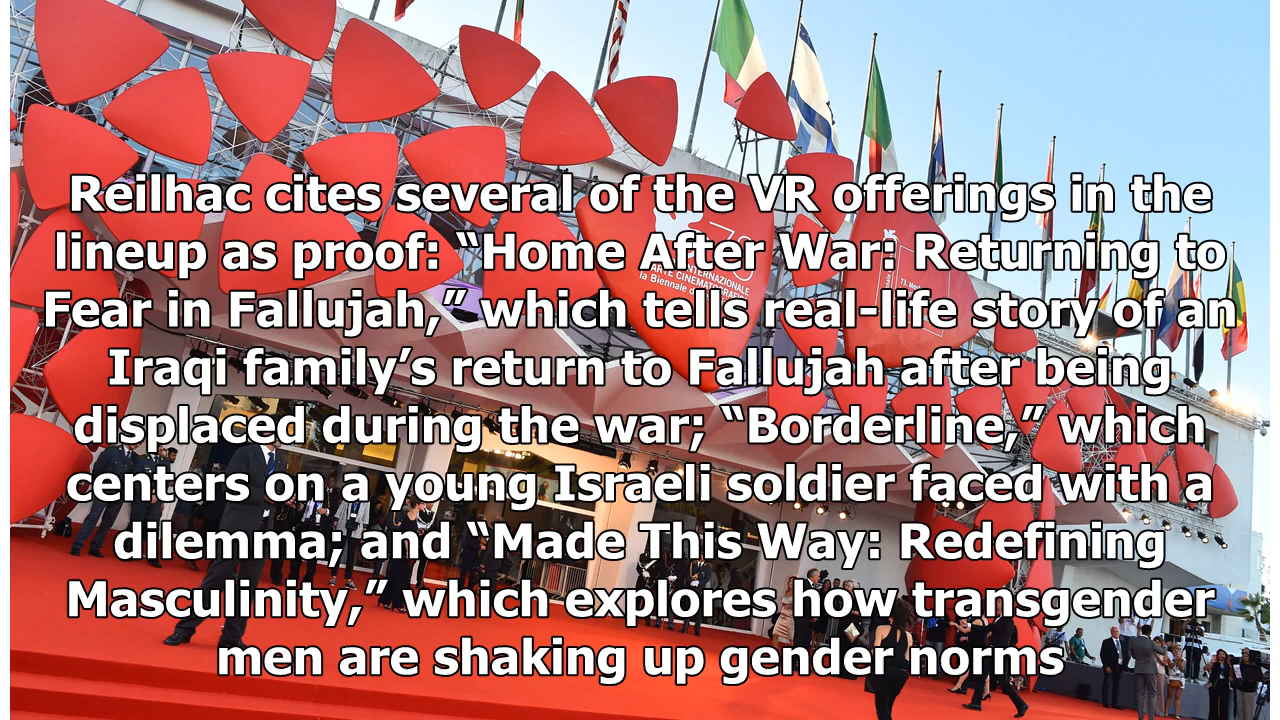 Reilhac cites several of the VR offerings in the
lineup as proof: “Home After War: Returning to
Fear in Fallujah,” which tells real-life story of an
Iraqi family’s return to Fallujah after being
displaced during the war; “Borderline,” which
centers on a young Israeli soldier faced with a
dilemma; and “Made This Way: Redefining
Masculinity,” which explores how transgender
men are shaking up gender norms